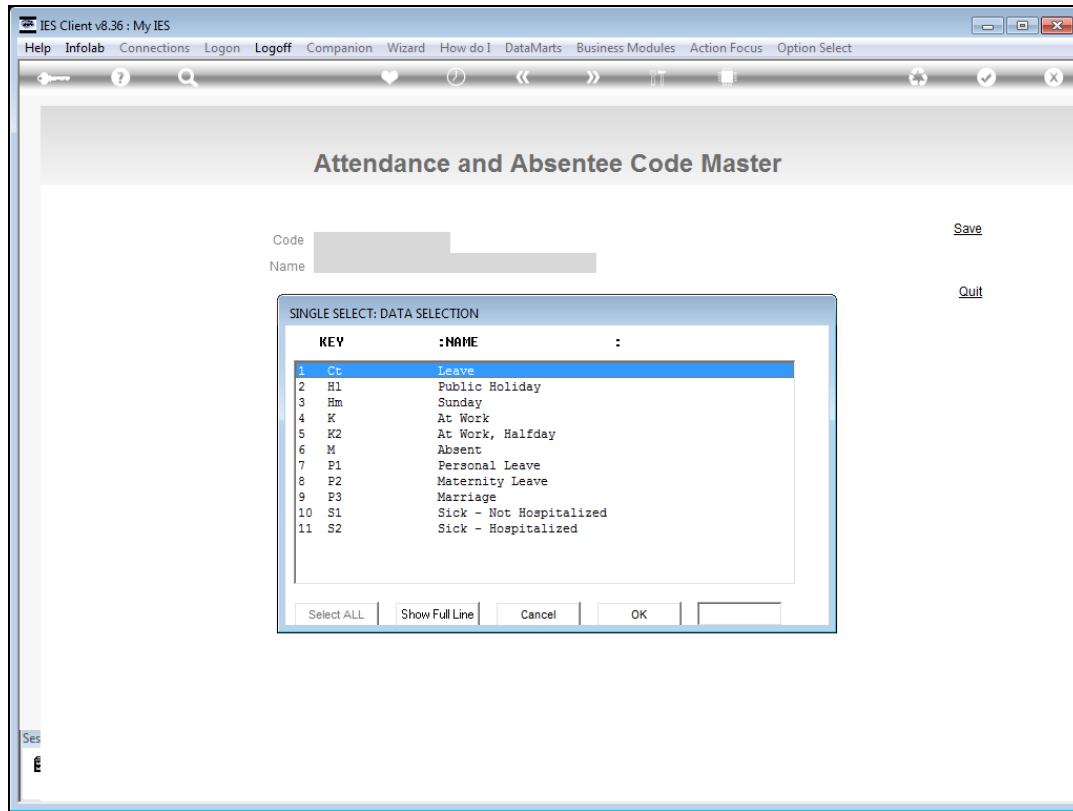 IES Client v8.36 : My IES
Help Infolab Connections Logon Logoff Companion Wizard How do I DataMarts Business Modules Action Focus Option Select
Attendance and Absentee Code Master
Code
Save
Name
Quit
SINGLE SELECT: DATA SELECTION
KEY :NAME :
1 Ct Leave
2 Hl Public Holiday
3 Hm Sunday
4 K At Work
5 K2 At Work, Halfday
6 M Absent
7 P1 Personal Leave
8 P2 Maternity Leave
9 P3 Marriage
10 S1 Sick - Not Hospitalized
11 S2 Sick - Hospitalized
Select ALL Show Full Line Cancel OK
Ses